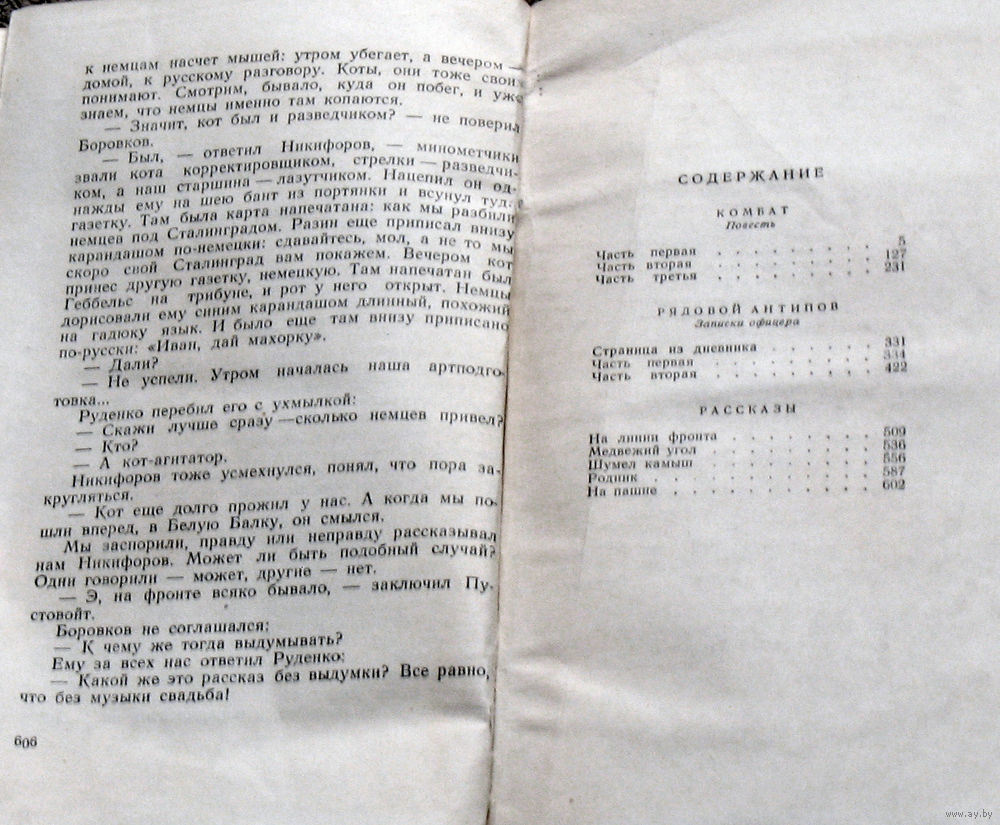 к немцам насчет мышей: утром убегает, а вечером —
домой, к русскому разговору. Коты, они тоже своих
понимают. Смотрим, бывало, куда он побег, и уже
знаем, что немцы именно там копаются.
— Значит, кот был и разведчиком? — не поверил
Боровков.
— Был, — ответил Никифоров, — минометчики
звали кота корректировщиком, стрелки — разведчи-
ком, а наш старшина — лазутчиком. Нацепил он од-
нажды ему на шею бант из портянки и всунул туда
газетку. Там была карта напечатана: как мы разбили
немцев под Сталинградом. Разин еще приписал внизу
карандашом по-немецки: сдавайтесь, мол, а не то мы
скоро свой Сталинград вам покажем. Вечером кот
принес другую газетку, немецкую. Там напечатан был
Геббельс на трибуне, и рот у него открыт. Немцы
дорисовали ему синим карандашом длинный, похожий
на гадюку язык. И было еще там внизу приписано
по-русски: «Иван, дай махорку».
— Дали?
— Не успели. Утром началась наша артподго-
товка...
Руденко перебил его с ухмылкой:
— Скажи лучше сразу — сколько немцев привел?
— Кто?
— А кот-агитатор.
Никифоров тоже усмехнулся, понял, что пора за-
кругляться.
— Кот еще долго прожил у нас. А когда мы по-
шли вперед, в Белую Балку, он смылся.
Мы заспорили, правду или неправду рассказывал
нам Никифоров. Может ли быть подобный случай?
Одни говорили — может, другие — нет.
— Э, на фронте всяко бывало, — заключил Пу-
стовойт.
Боровков не соглашался:
— К чему же тогда выдумывать?
Ему за всех нас ответил Руденко:
— Какой же это рассказ без выдумки? Все равно,
что без музыки свадьба!
606
СОДЕРЖАНИЕ
КОМБАТ
Повесть
Часть первая . . . . . . . 5
Часть вторая . . . . . . . 127
Часть третья . . . . . . . 231
РЯДОВОЙ АНТИПОВ
Записки офицера
Страница из дневника . . . . . 331
Часть первая . . . . . . . 334
Часть вторая . . . . . . . 422
РАССКАЗЫ
На линии фронта . . . . . . . 509
Медвежий угол . . . . . . . 536
Шумел камыш . . . . . . . 556
Родник . . . . . . . . 587
На пашне . . . . . . . . 602
www.ay.by